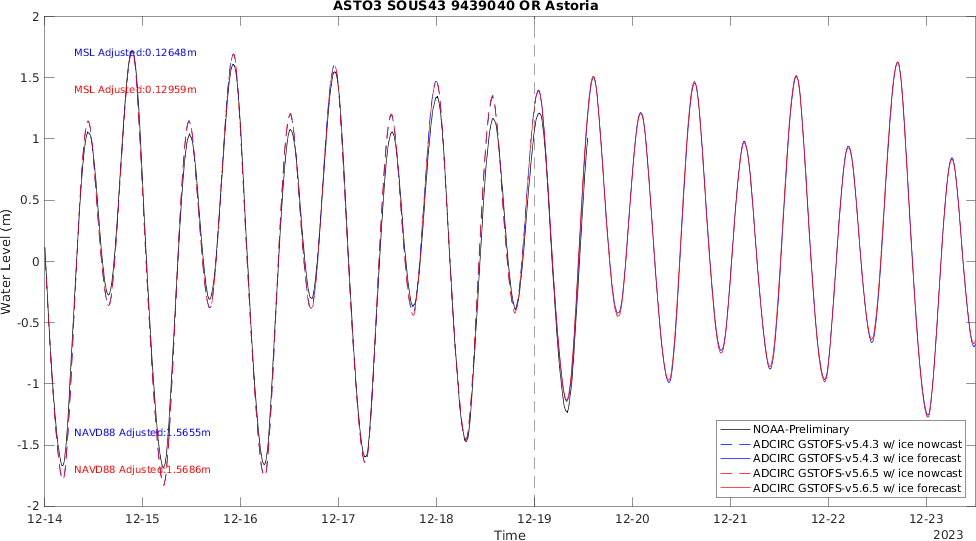 ASTO3 SOUS43 9439040 OR Astoria
2
1.5
1
0.5
0
-0.5
-1
-1.5
-2
Water Level (m)
MSL Adjusted:0.12648m
MSL Adjusted:0.12959m
NAVD88 Adjusted:1.5655m
NAVD88 Adjusted:1.5686m
NOAA-Preliminary
ADCIRC GSTOFS-v5.4.3 w/ ice nowcast
ADCIRC GSTOFS-v5.4.3 w/ ice forecast
ADCIRC GSTOFS-v5.6.5 w/ ice nowcast
ADCIRC GSTOFS-v5.6.5 w/ ice forecast
12-14 12-15 12-16 12-17 12-18 12-19 12-20 12-21 12-22 12-23
Time
2023